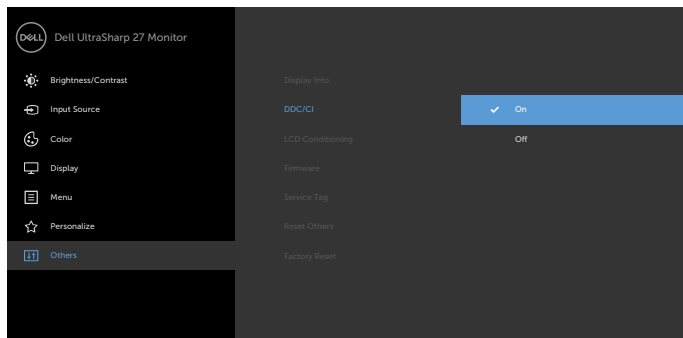 DELL
Dell UltraSharp 27 Monitor
Brightness/Contrast
Input Source
Color
Display
Menu
Personalize
Others
Display Info
DDC/CI
LCD Conditioning
Firmware
Service Tag
Reset Others
Factory Reset
On
Off